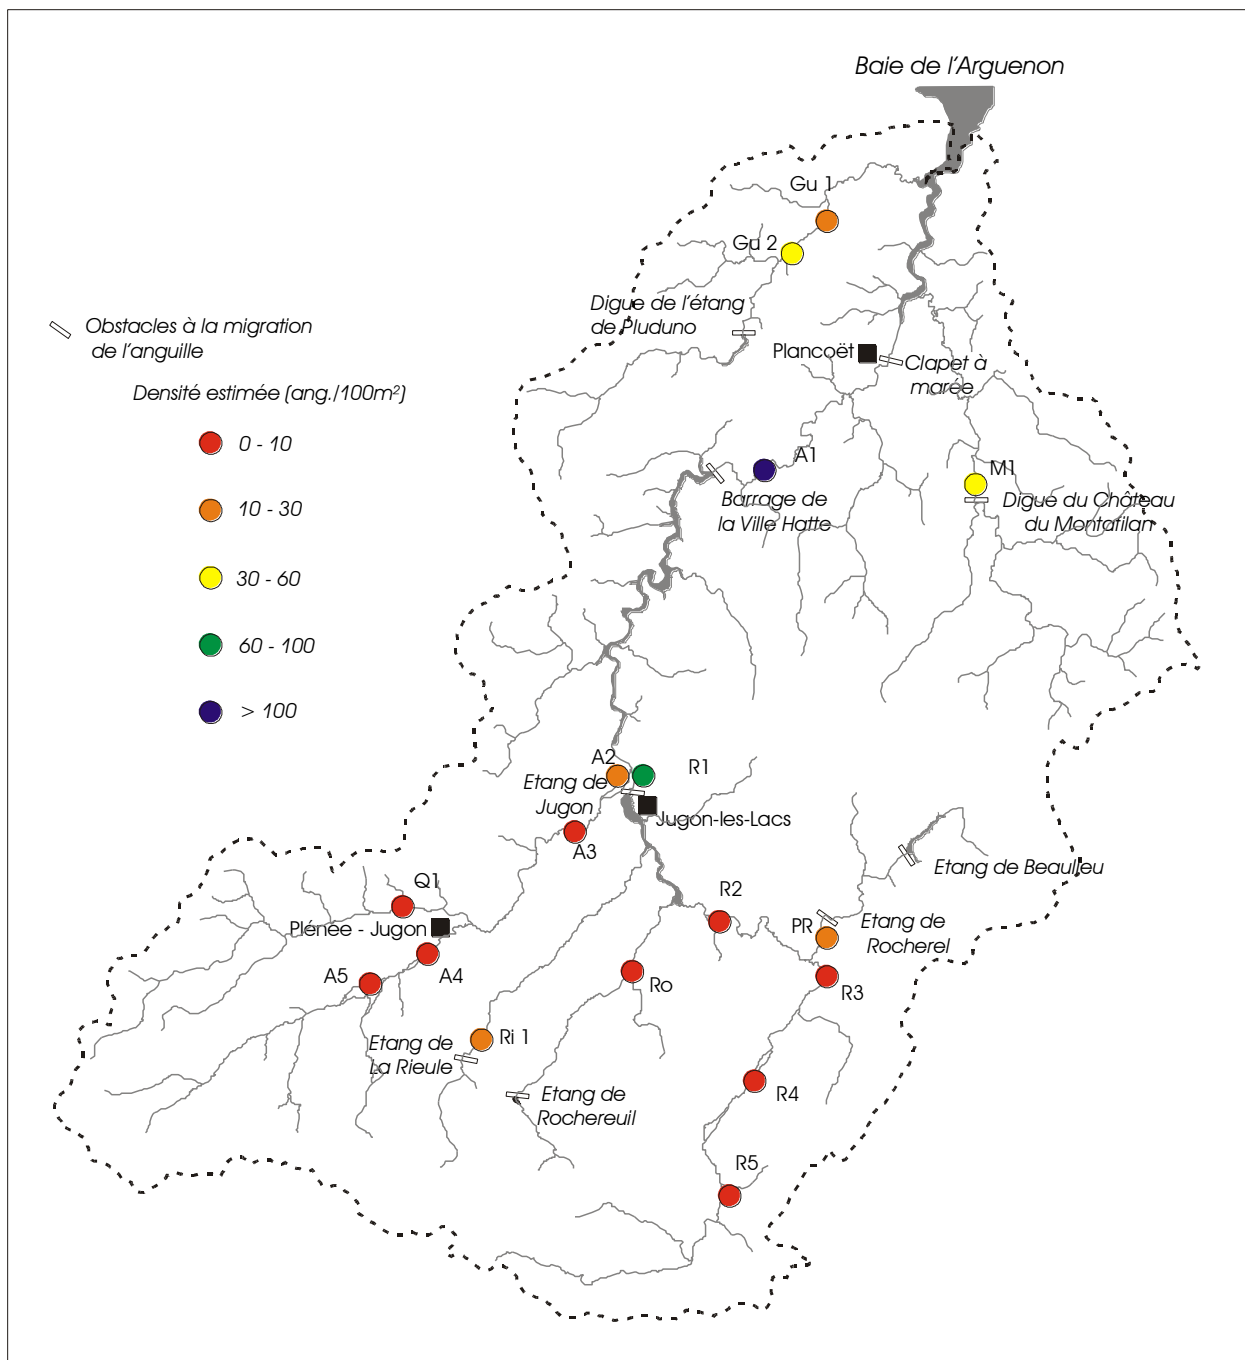 Baie de l'Arguenon
Gu 1
Gu 2
Digue de l'étang
de Pluduno
Obstacles à la migration
de l'anguille
Plancoët
Clapet à
marée
Densité estimée (ang./100m²)
0 - 10
10 - 30
30 - 60
60 - 100
> 100
A1
M1
Barrage de
la Ville Hatte
Digue du Château
du Montafilan
A2
R1
Etang de
Jugon
Jugon-les-Lacs
A3
Etang de Beaulieu
Q1
R2
Plénée - Jugon
PR
Etang de
Rocherel
A4
A5
Ro
R3
Ri 1
Etang de
La Rieule
Etang de
Rochereuil
R4
R5